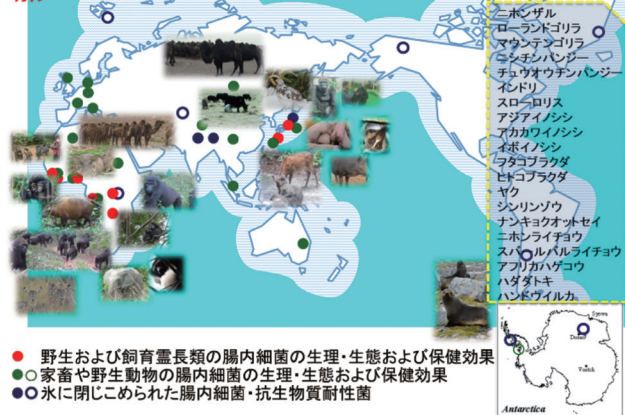 ニホンザル
ローランドゴリラ
マウンテンゴリラ
ニシチンパンジー
チュウオウチンパンジー
インドリ
スローロリス
アジアイノシシ
アカカワイノシシ
イボイノシシ
フタコブラクダ
ヒトコブラクダ
ヤク
シンリンゾウ
ナンキョクオットセイ
ニホンライチョウ
スバールバルライチョウ
アフリカハゲコウ
ハダダトキ
ハンドウイルカ
Syowa
Vostok
Antarctica
● 野生および飼育霊長類の腸内細菌の生理・生態および保健効果
●○家畜や野生動物の腸内細菌の生理・生態および保健効果
●○氷に閉じこめられた腸内細菌・抗生物質耐性菌